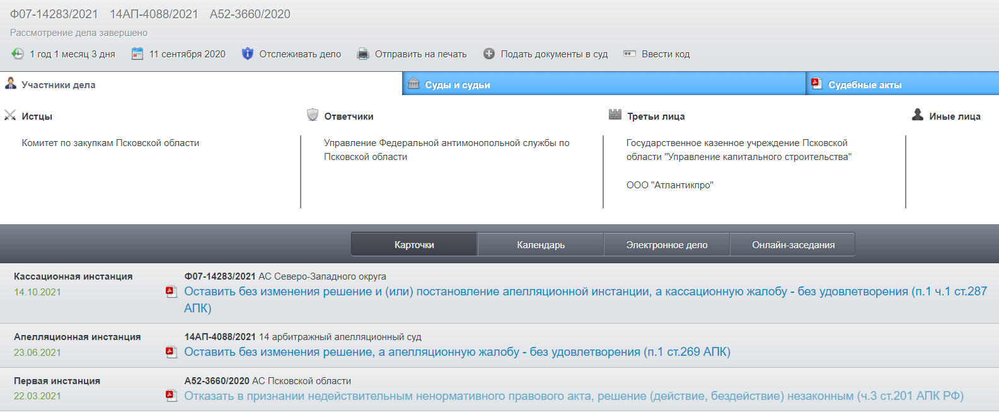 Ф07-14283/2021 14АП-4088/2021 А52-3660/2020
Рассмотрение дела завершено
1 год 1 месяц 3 дня 11 сентября 2020 Отслеживать дело Отправить на печать Подать документы в суд Ввести код
Участники дела Суды и судьи Судебные акты
Истцы Ответчики Третьи лица Иные лица
Комитет по закупкам Псковской области
Управление Федеральной антимонопольной службы по
Псковской области
Государственное казенное учреждение Псковской
области "Управление капитального строительства"
ООО "Атлантикпро"
Карточки Календарь Электронное дело Онлайн-заседания
Кассационная инстанция Ф07-14283/2021 АС Северо-Западного округа
14.10.2021 Оставить без изменения решение и (или) постановление апелляционной инстанции, а кассационную жалобу - без удовлетворения (п.1 ч.1 ст.287
АПК)
Апелляционная инстанция 14АП-4088/2021 14 арбитражный апелляционный суд
23.06.2021 Оставить без изменения решение, а апелляционную жалобу - без удовлетворения (п.1 ст.269 АПК)
Первая инстанция А52-3660/2020 АС Псковской области
22.03.2021 Отказать в признании недействительным ненормативного правового акта, решение (действие, бездействие) незаконным (ч.3 ст.201 АПК РФ)